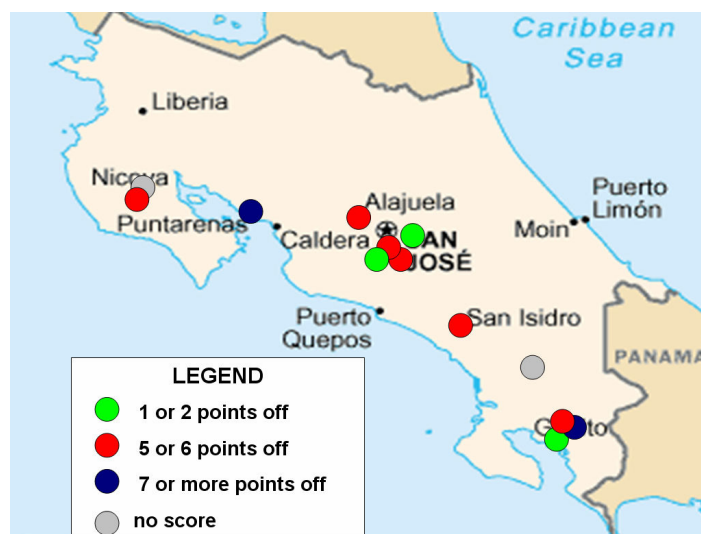 Caribbean
Sea
Liberia
Nicoya
Puntarenas
Caldera
Alajuela
SAN
JOSÉ
Moin
Puerto
Limón
Puerto
Quepos
San Isidro
PANAMA
LEGEND
1 or 2 points off
5 or 6 points off
7 or more points off
no score